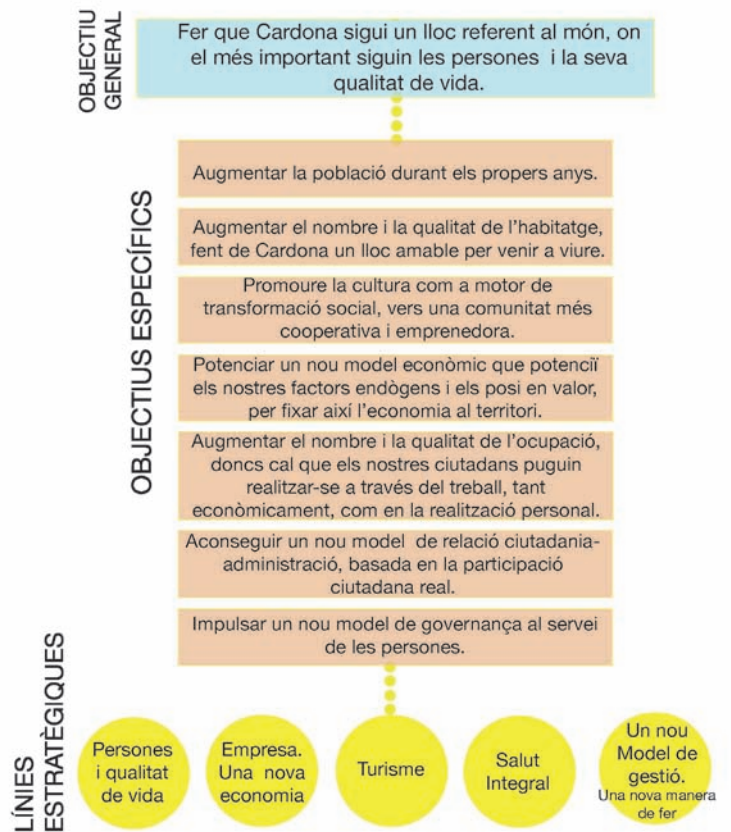 OBJECTIU
GENERAL
Fer que Cardona sigui un lloc referent al món, on
el més important siguin les persones i la seva
qualitat de vida.
OBJECTIUS ESPECÍFICS
Augmentar la població durant els propers anys.
Augmentar el nombre i la qualitat de l'habitatge,
fent de Cardona un lloc amable per venir a viure.
Promoure la cultura com a motor de
transformació social, vers una comunitat més
cooperativa i emprenedora.
Potenciar un nou model econòmic que potenciï
els nostres factors endògens i els posi en valor,
per fixar així l'economia al territori.
Augmentar el nombre i la qualitat de l'ocupació,
doncs cal que els nostres ciutadans puguin
realitzar-se a través del treball, tant
econòmicament, com en la realització personal.
Aconseguir un nou model de relació ciutadania-
administració, basada en la participació
ciutadana real.
Impulsar un nou model de governança al servei
de les persones.
LÍNIES
ESTRATÈGIQUES
Persones
i qualitat
de vida
Empresa.
Una nova
economia
Turisme
Salut
Integral
Un nou
Model de
gestió.
Una nova manera
de fer